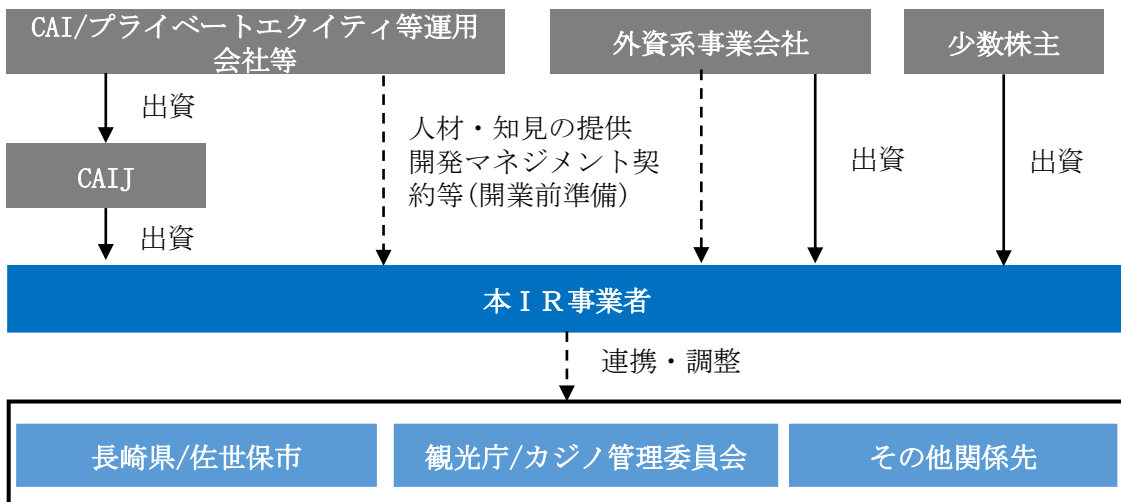 CAI/プライベートエクイティ等運用
会社等
外資系事業会社
少数株主
出資
人材・知見の提供
開発マネジメント契
約等(開業前準備)
出資
出資
CAIJ
出資
本ＩＲ事業者
連携・調整
長崎県/佐世保市
観光庁/カジノ管理委員会
その他関係先